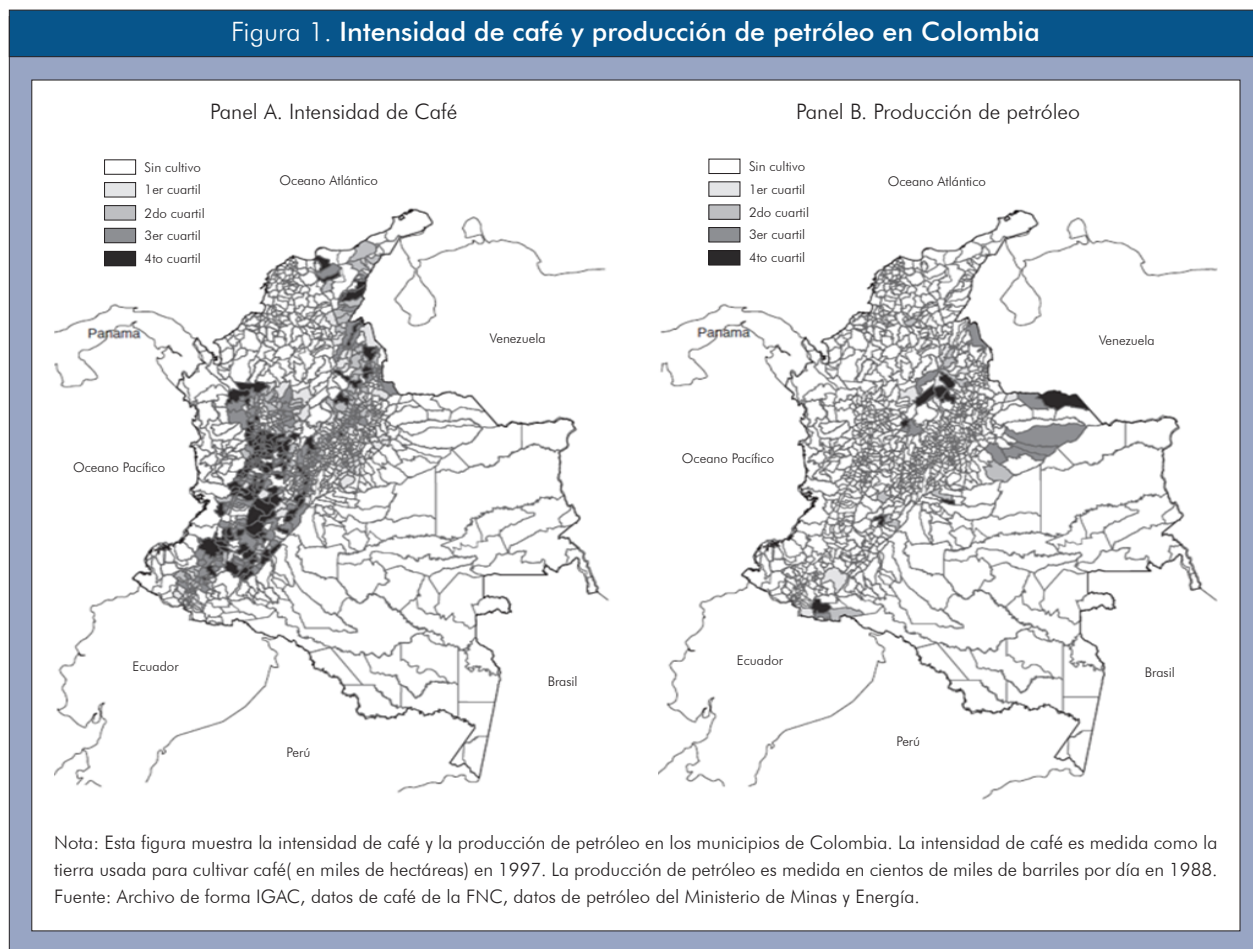 Figura 1. Intensidad de café y producción de petróleo en Colombia
Panel A. Intensidad de Café
Sin cultivo
1er cuartil
2do cuartil
3er cuartil
4to cuartil
Oceano Atlántico
Panama
Venezuela
Oceano Pacífico
Ecuador
Brasil
Perú
Panel B. Producción de petróleo
Sin cultivo
1er cuartil
2do cuartil
3er cuartil
4to cuartil
Oceano Atlántico
Panama
Venezuela
Oceano Pacífico
Ecuador
Brasil
Perú
Nota: Esta figura muestra la intensidad de café y la producción de petróleo en los municipios de Colombia. La intensidad de café es medida como la
tierra usada para cultivar café( en miles de hectáreas) en 1997. La producción de petróleo es medida en cientos de miles de barriles por día en 1988.
Fuente: Archivo de forma IGAC, datos de café de la FNC, datos de petróleo del Ministerio de Minas y Energía.